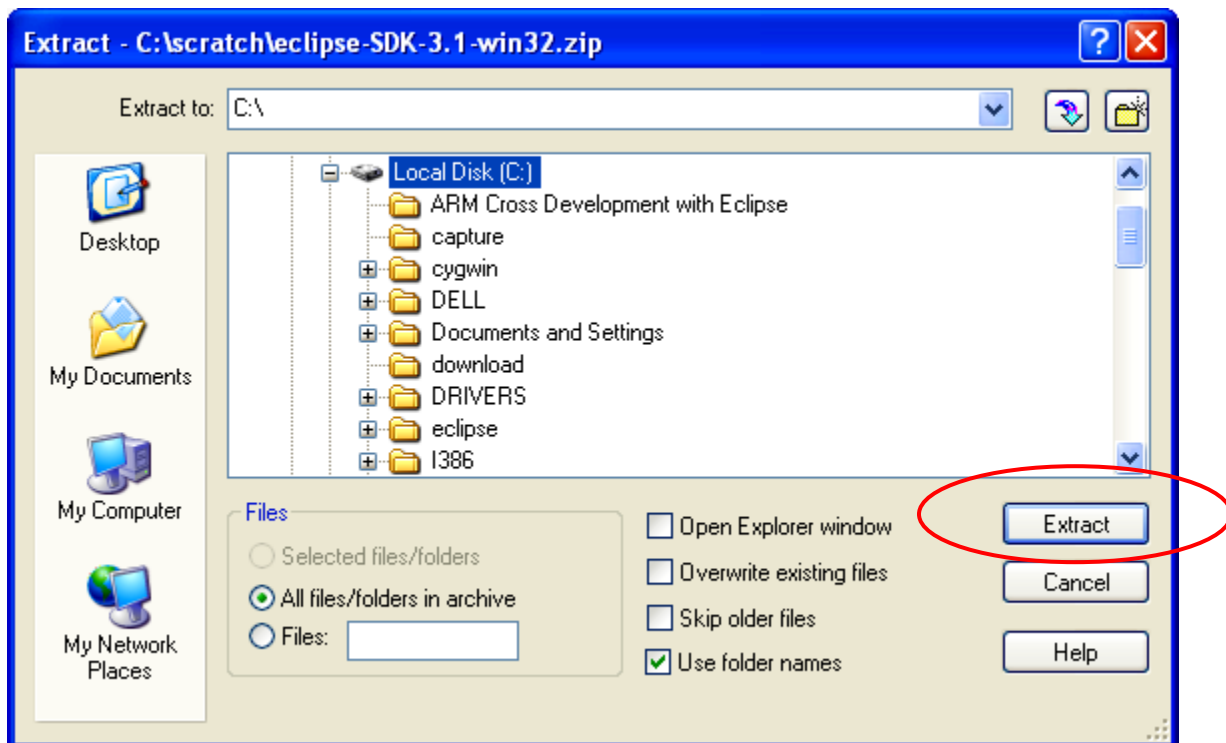 Extract - C:\scratch\eclipse-SDK-3.1-win32.zip
Extract to: C:\
Desktop
My Documents
My Computer
My Network
Places
Local Disk (C:)
ARM Cross Development with Eclipse
capture
cygwin
DELL
Documents and Settings
download
DRIVERS
eclipse
I386
Files
Selected files/folders
All files/folders in archive
Files:
Open Explorer window
Overwrite existing files
Skip older files
Use folder names
Extract
Cancel
Help